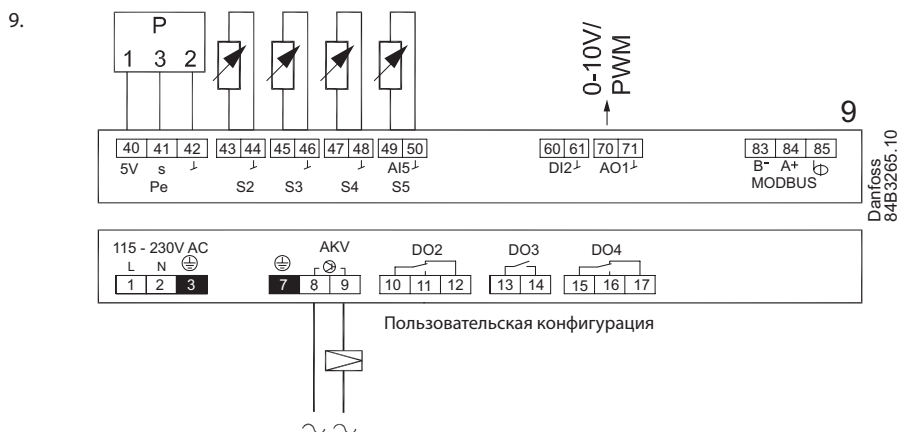 9.
P
1 3 2
0-10V/
PWM
9
40 41 42 43 44 45 46 47 48 49 50 60 61 70 71 83 84 85
5V s AI5 DI2 AO1 B- A+
Pe S2 S3 S4 S5 MODBUS
Danfoss
84B3265.10
115 - 230V AC AKV DO2 DO3 DO4
L N
1 2 3 7 8 9 10 11 12 13 14 15 16 17
Пользовательская конфигурация